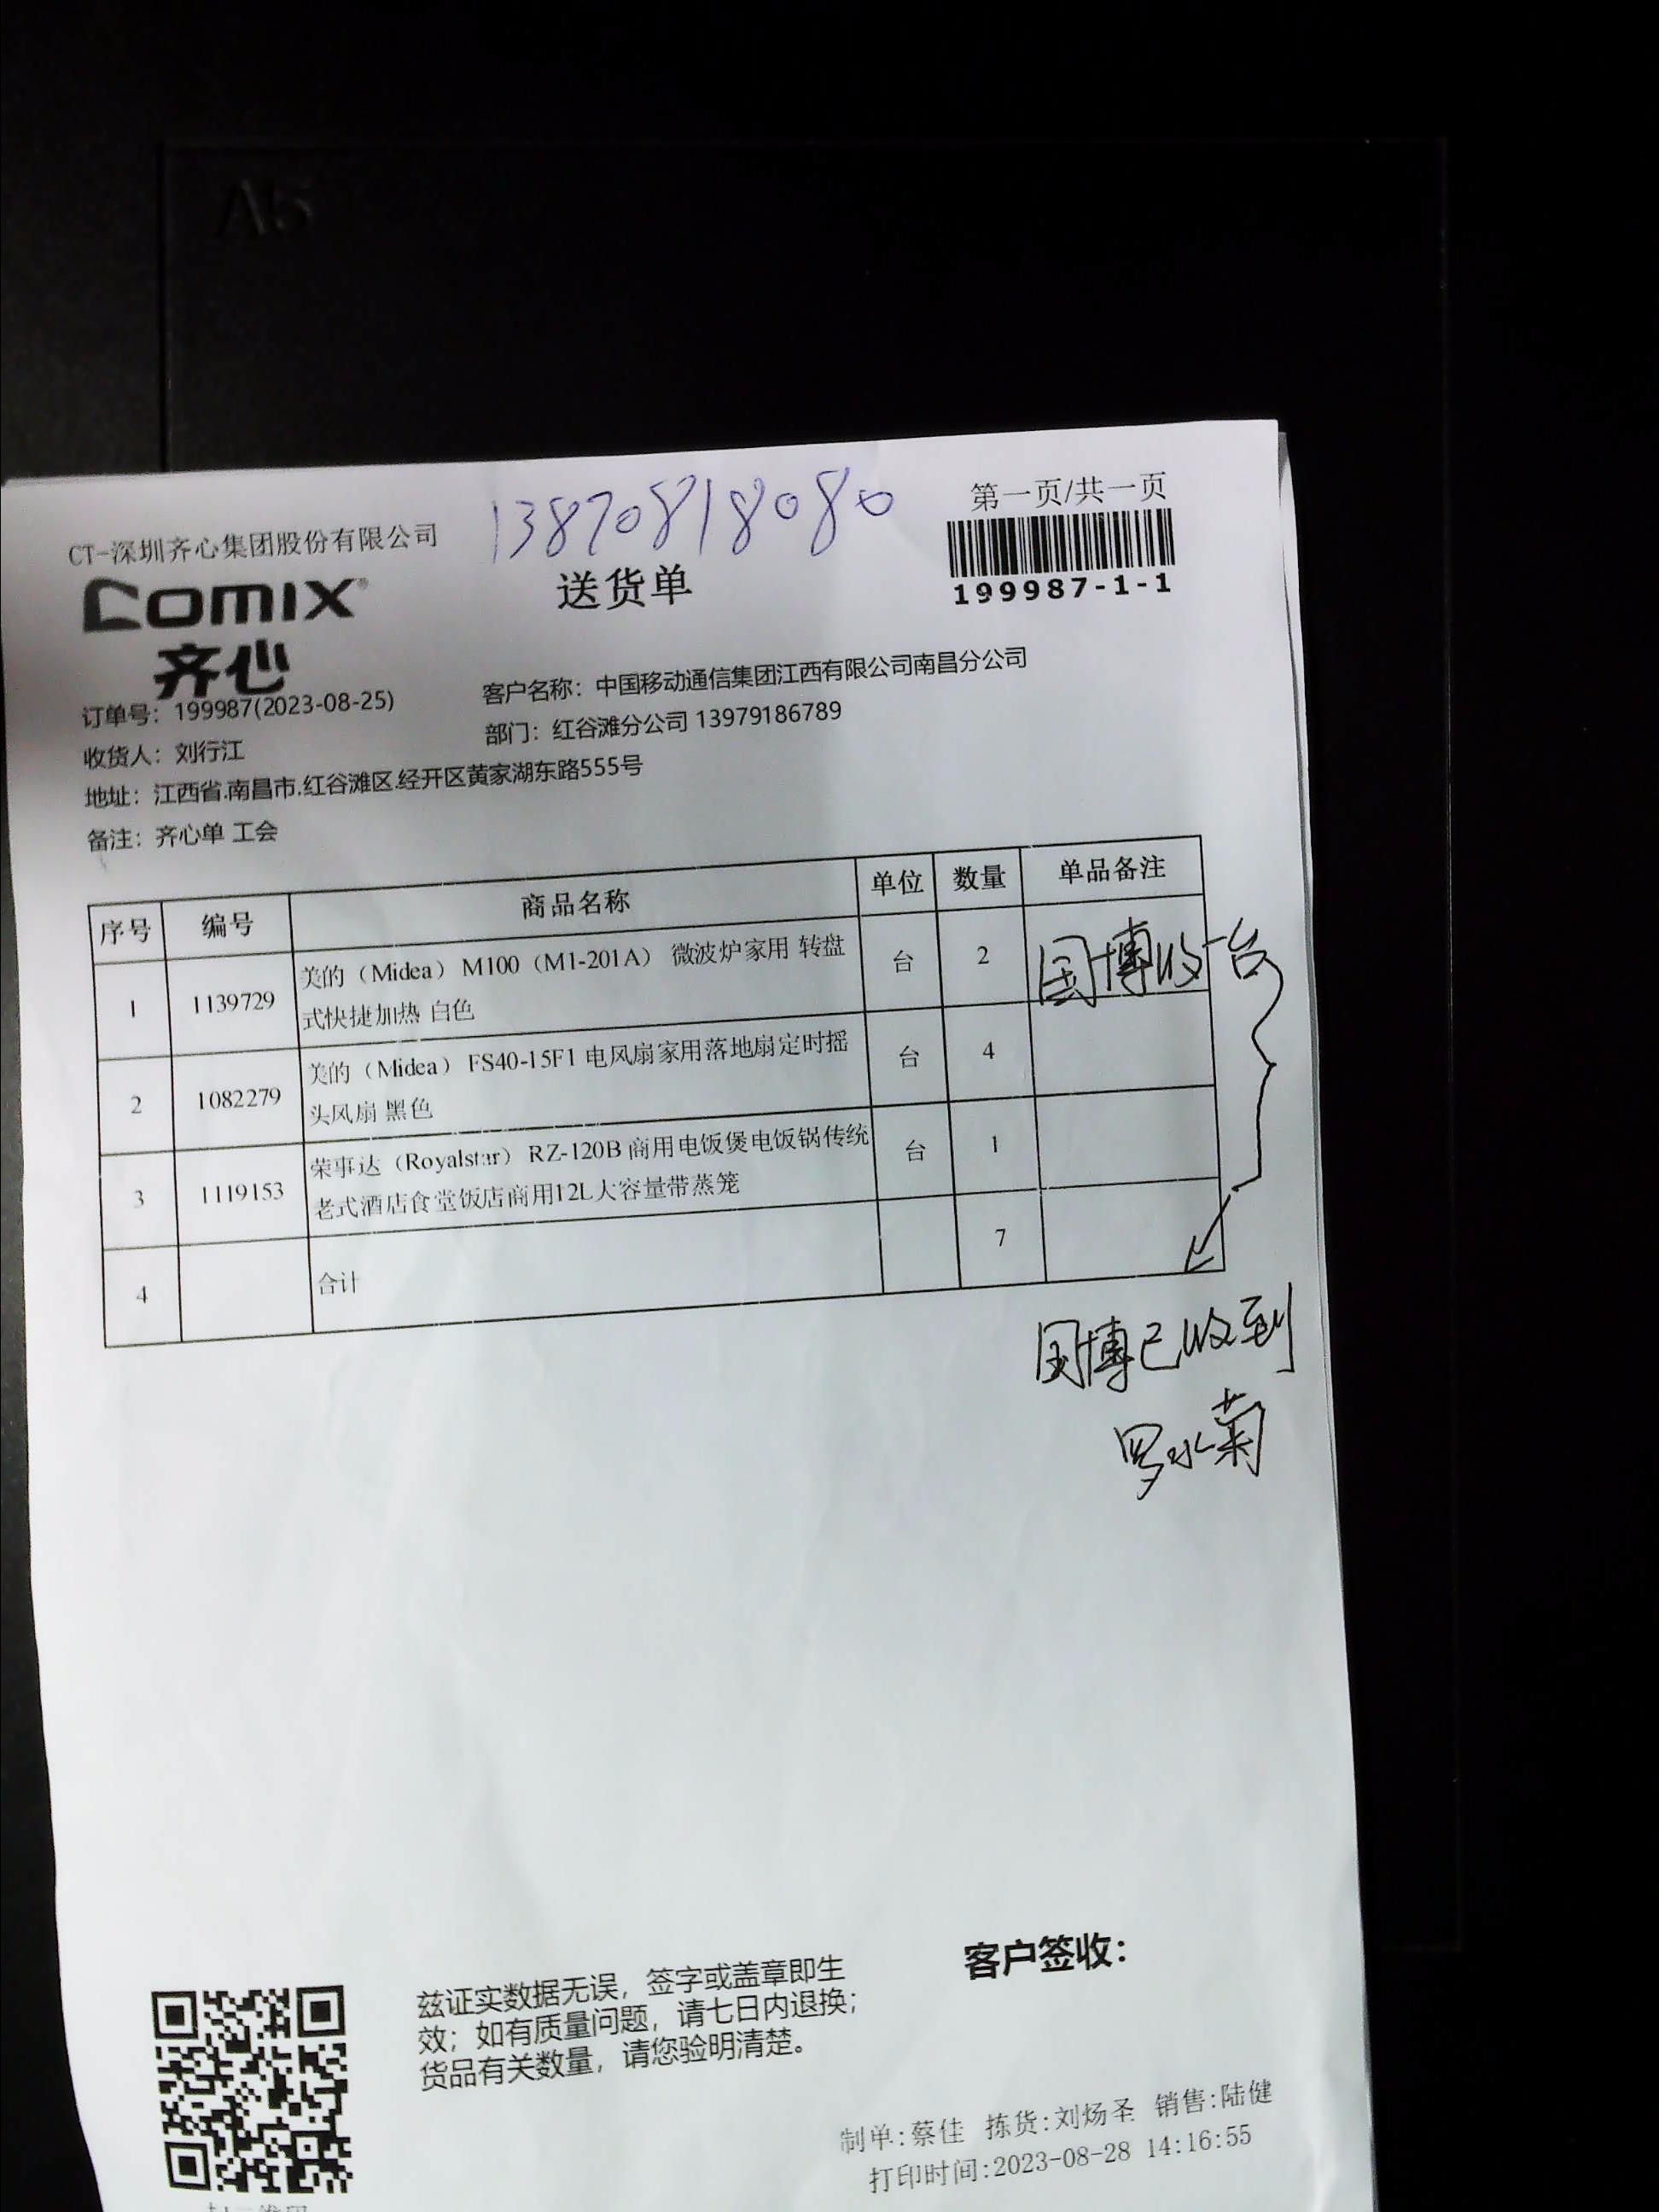 A5
13870818080
第一页/共一页
CT-深圳齐心集团股份有限公司
COMIX®
齐心
送货单
199987-1-1
订单号：199987(2023-08-25)
客户名称：中国移动通信集团江西有限公司南昌分公司
收货人：刘行江
部门：红谷滩分公司 13979186789
地址：江西省.南昌市.红谷滩区.经开区黄家湖东路555号
备注：齐心单 工会
序号 编号 商品名称 单位 数量 单品备注
1 1139729 美的（Midea） M100（M1-201A） 微波炉家用 转盘
式快捷加热 白色 台 2 国博收一台
2 1082279 美的（Midea） FS40-15F1 电风扇家用落地扇定时摇
头风扇 黑色 台 4
3 1119153 荣事达（Royalstar） RZ-120B 商用电饭煲电饭锅传统
老式酒店食堂饭店商用12L大容量带蒸笼 台 1
4 合计 7
国博已收到
罗水菊
客户签收：
兹证实数据无误，签字或盖章即生
效；如有质量问题，请七日内退换；
货品有关数量，请您验明清楚。
制单:蔡佳 拣货:刘炀圣 销售:陆健
打印时间:2023-08-28 14:16:55